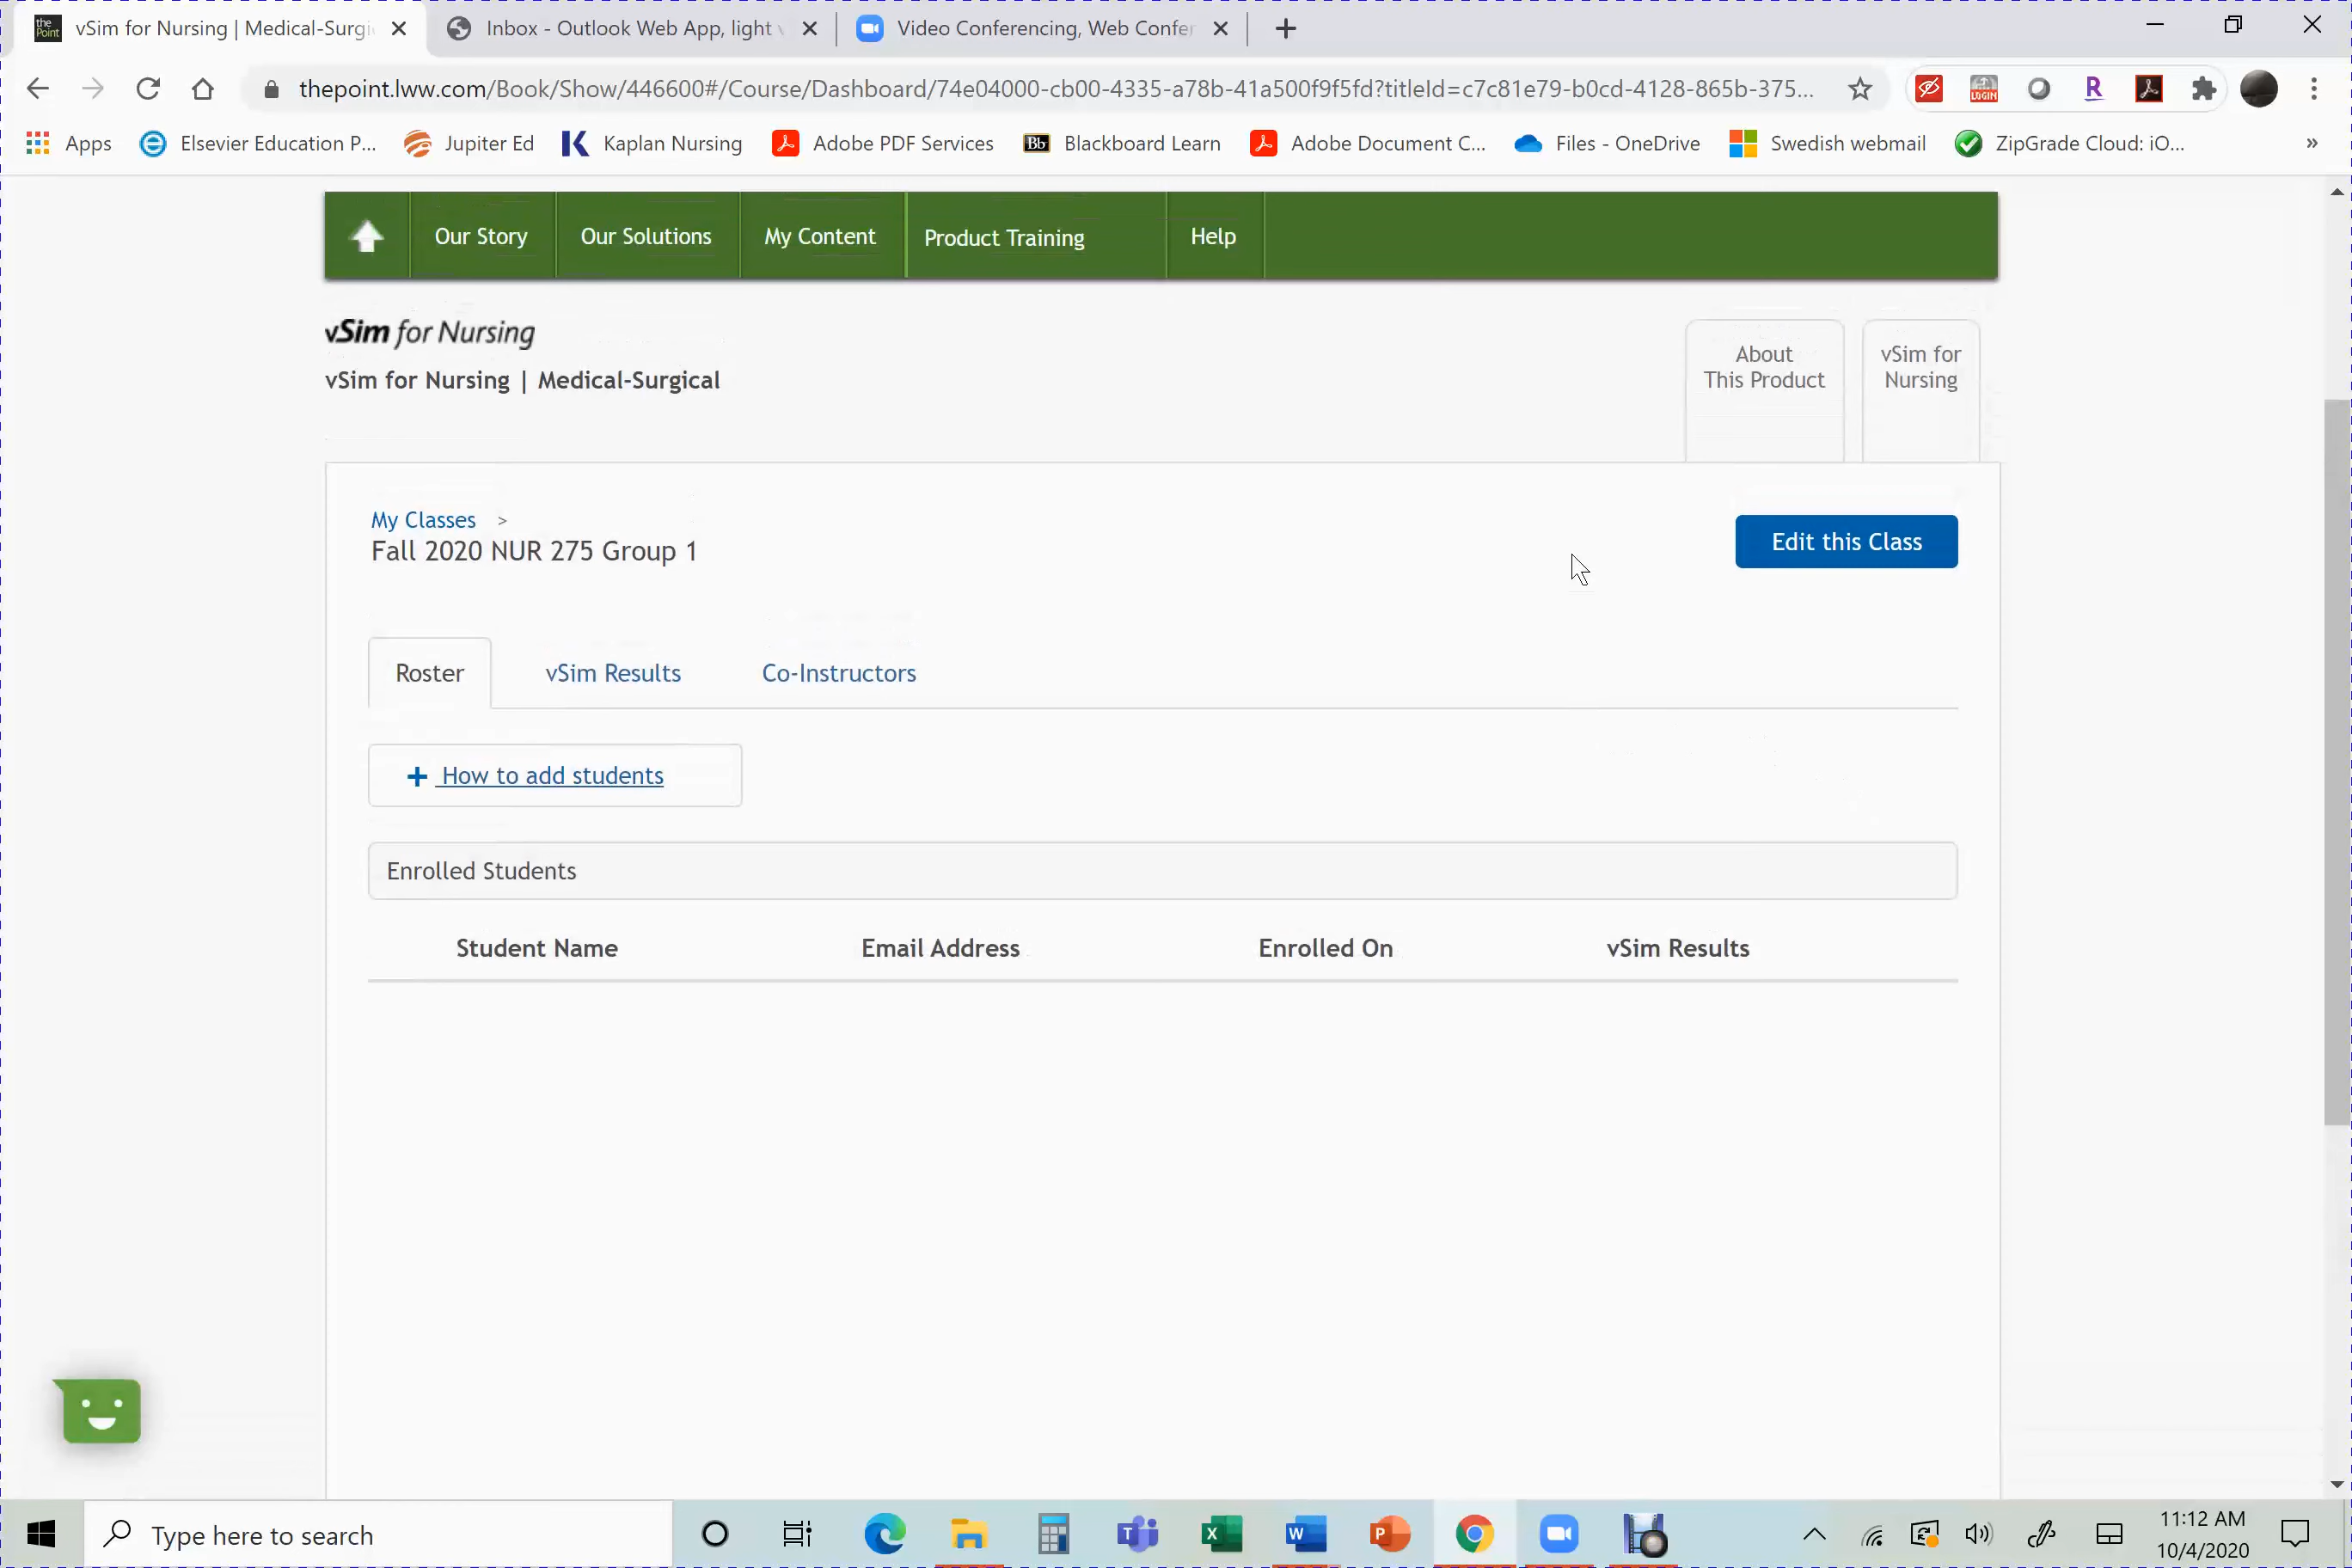 the Point vSim for Nursing | Medical-Surgi
Inbox - Outlook Web App, light v
Video Conferencing, Web Confer
thepoint.lww.com/Book/Show/446600#/Course/Dashboard/74e04000-cb00-4335-a78b-41a500f9f5fd?titleId=c7c81e79-b0cd-4128-865b-375...
LOGIN
R
Apps
Elsevier Education P...
Jupiter Ed
Kaplan Nursing
Adobe PDF Services
Bb Blackboard Learn
Adobe Document C...
Files - OneDrive
Swedish webmail
ZipGrade Cloud: iO...
»
Our Story
Our Solutions
My Content
Product Training
Help
vSim for Nursing
vSim for Nursing | Medical-Surgical
About
This Product
vSim for
Nursing
My Classes >
Fall 2020 NUR 275 Group 1
Edit this Class
Roster
vSim Results
Co-Instructors
+ How to add students
Enrolled Students
Student Name
Email Address
Enrolled On
vSim Results
Type here to search
11:12 AM
10/4/2020